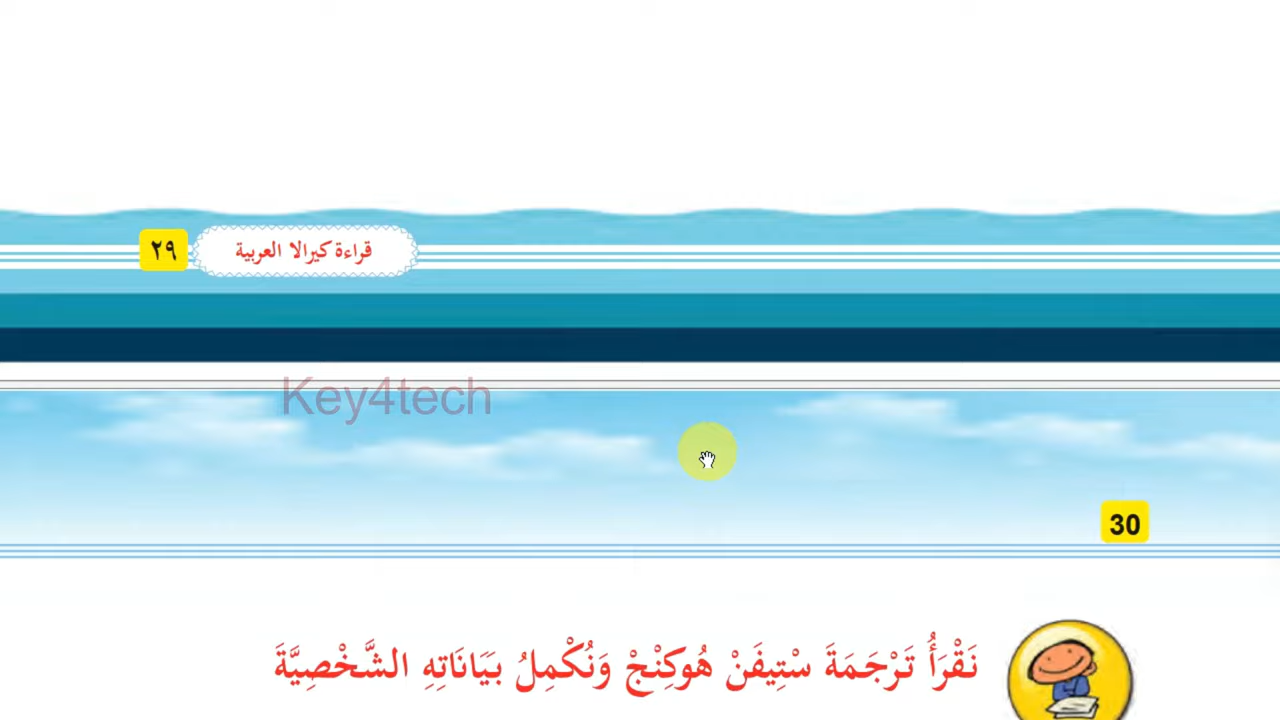 ٢٩
قراءة كيرالا العربية
Key4tech
30
نَقْرَأُ تَرْجَمَةَ سْتِيفَنْ هُوكِنْجْ وَنُكْمِلُ بَيَانَاتِهِ الشَّخْصِيَّةَ